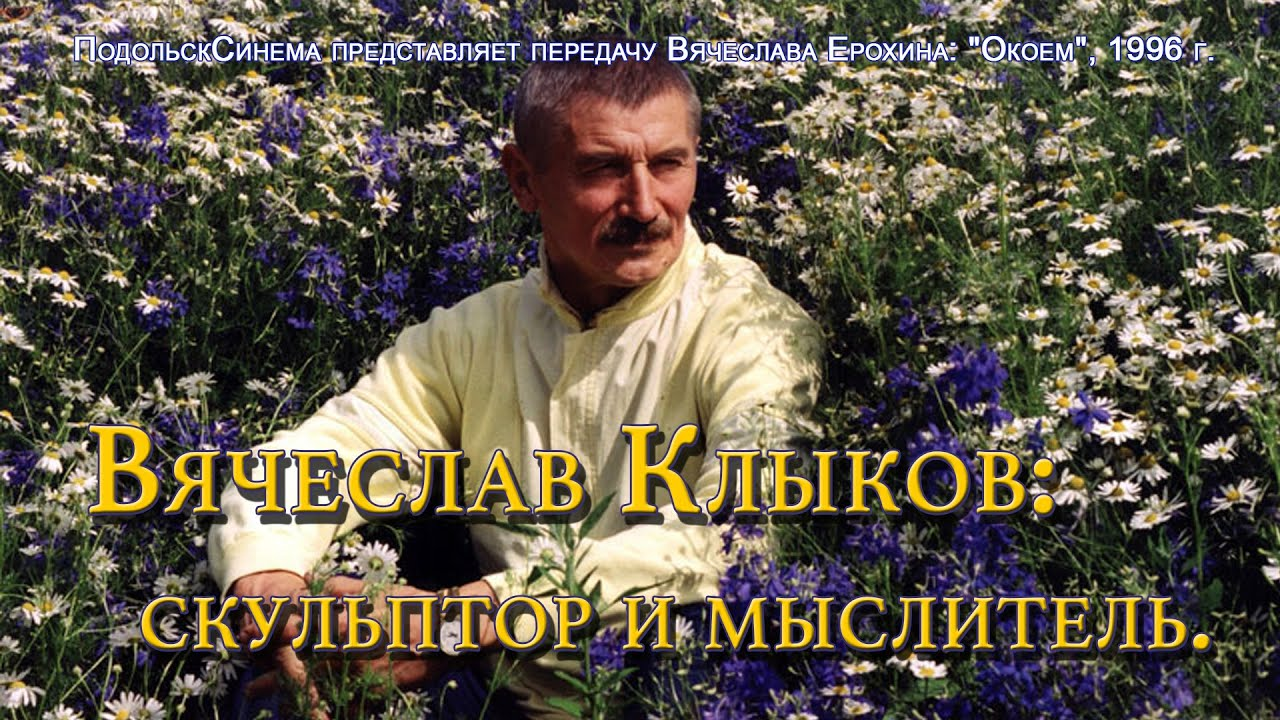 ПодольскСинема представляет передачу Вячеслава Ерохина: "Окоем", 1996 г.
Вячеслав Клыков:
скульптор и мыслитель.